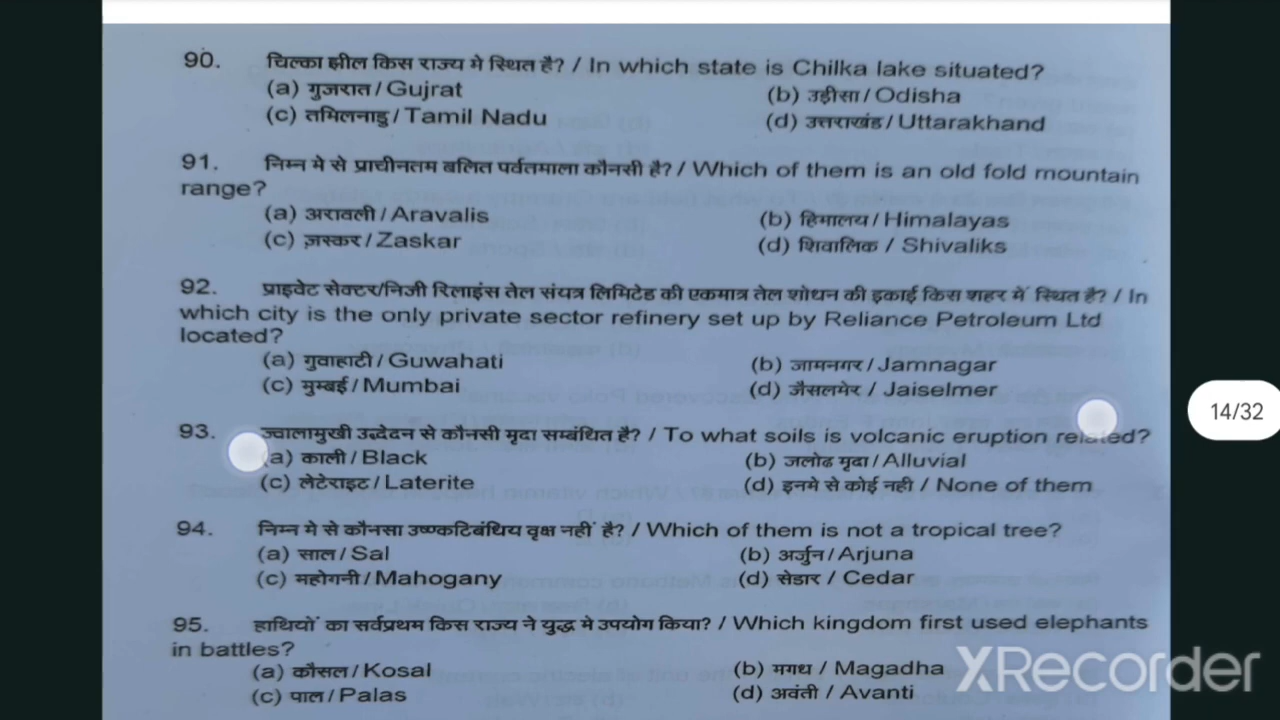 90. चिल्का झील किस राज्य मे स्थित है? / In which state is Chilka lake situated?
(a) गुजरात / Gujrat (b) उड़ीसा / Odisha
(c) तमिलनाडु / Tamil Nadu (d) उत्तराखंड / Uttarakhand
91. निम्न मे से प्राचीनतम बलित पर्वतमाला कौनसी है? / Which of them is an old fold mountain
range?
(a) अरावली / Aravalis (b) हिमालय / Himalayas
(c) ज़स्कर / Zaskar (d) शिवालिक / Shivaliks
92. प्राइवेट सेक्टर/निजी रिलाइंस तेल संयत्र लिमिटेड की एकमात्र तेल शोधन की इकाई किस शहर में स्थित है? / In
which city is the only private sector refinery set up by Reliance Petroleum Ltd
located?
(a) गुवाहाटी / Guwahati (b) जामनगर / Jamnagar
(c) मुम्बई / Mumbai (d) जैसलमेर / Jaiselmer
93. ज्वालामुखी उद्भेदन से कौनसी मृदा सम्बंधित है? / To what soils is volcanic eruption related?
a) काली / Black (b) जलोढ मृदा / Alluvial
(c) लेटेराइट / Laterite (d) इनमे से कोई नही / None of them
94. निम्न मे से कौनसा उष्णकटिबंधिय वृक्ष नहीं है? / Which of them is not a tropical tree?
(a) साल / Sal (b) अर्जुन / Arjuna
(c) महोगनी / Mahogany (d) सेडार / Cedar
95. हाथियों का सर्वप्रथम किस राज्य ने युद्ध मे उपयोग किया? / Which kingdom first used elephants
in battles?
(a) कौसल / Kosal (b) मगध / Magadha
(c) पाल / Palas (d) अवंती / Avanti
14/32
XRecorder